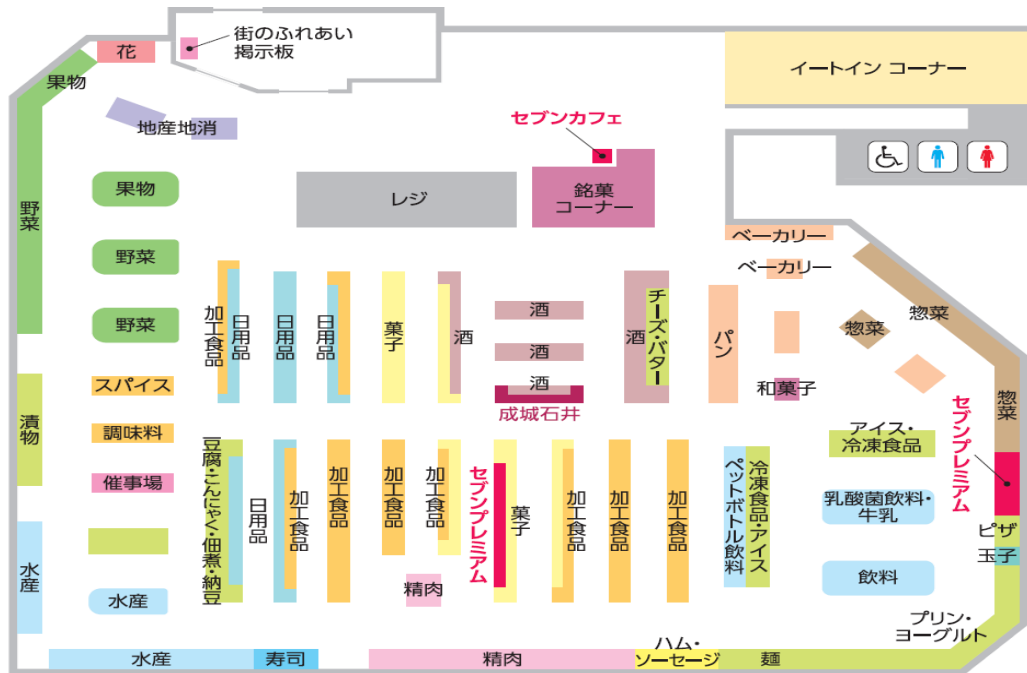 街のふれあい
掲示板
花
果物
イートイン コーナー
地産地消
セブンカフェ
果物
レジ
銘菓
コーナー
野菜
野菜
ベーカリー
ベーカリー
野菜
加工食品
日用品
日用品
日用品
菓子
酒
酒
酒
酒
成城石井
酒
チーズ・バター
パン
惣菜
惣菜
和菓子
惣菜
スパイス
漬物
調味料
催事場
アイス・
冷凍食品
セブンプレミアム
豆腐・こんにゃく・佃煮・納豆
日用品
加工食品
加工食品
加工食品
加工食品
セブンプレミアム
菓子
加工食品
加工食品
加工食品
ペットボトル飲料
冷凍食品・アイス
乳酸菌飲料・
牛乳
ピザ
玉子
水産
水産
精肉
飲料
プリン・
ヨーグルト
水産
寿司
精肉
ハム・
ソーセージ
麺